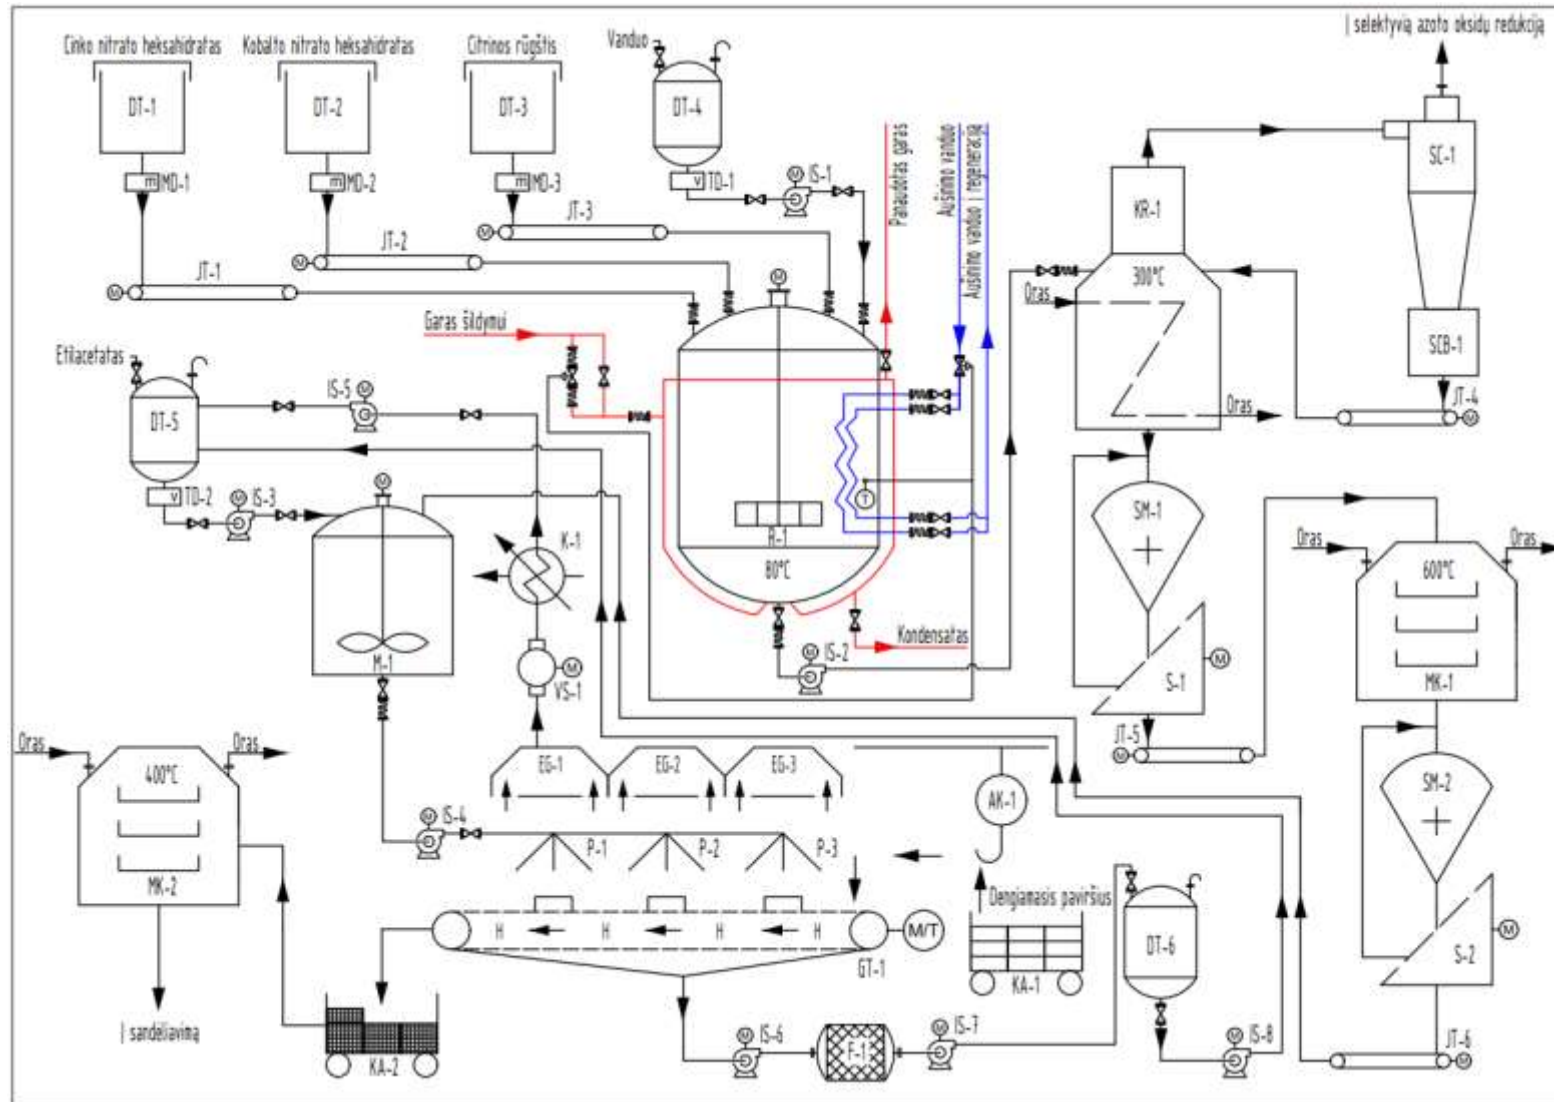 Į selektyvią azoto oksidų redukciją
Cinko nitrato heksahidratas
Kobalto nitrato heksahidratas
Citrinos rūgštis
Vanduo
DT-1
DT-2
DT-3
DT-4
SC-1
m MD-1
m MD-2
m MD-3
v TD-1
M
IS-1
KR-1
Panaudotas garas
Aušinimo vanduo
Aušinimo vanduo į regeneraciją
M
JT-3
M
JT-2
M
JT-1
M
300°C
Oras
Garas šildymui
SCB-1
Etilacetatas
IS-5
M
DT-5
Oras
JT-4
M
v TD-2
M
IS-3
M
T
R-1
80°C
SM-1
K-1
Oras
Oras
600°C
M-1
VS-1
M
Kondensatas
M
IS-2
S-1
M
MK-1
Oras
Oras
400°C
EG-1
EG-2
EG-3
AK-1
JT-5
M
SM-2
MK-2
M
IS-4
P-1
P-2
P-3
Dengiamasis paviršius
H
H
H
H
M/T
GT-1
KA-1
DT-6
S-2
M
Į sandėliavimą
KA-2
M
IS-6
F-1
M
IS-7
M
IS-8
JT-6
M